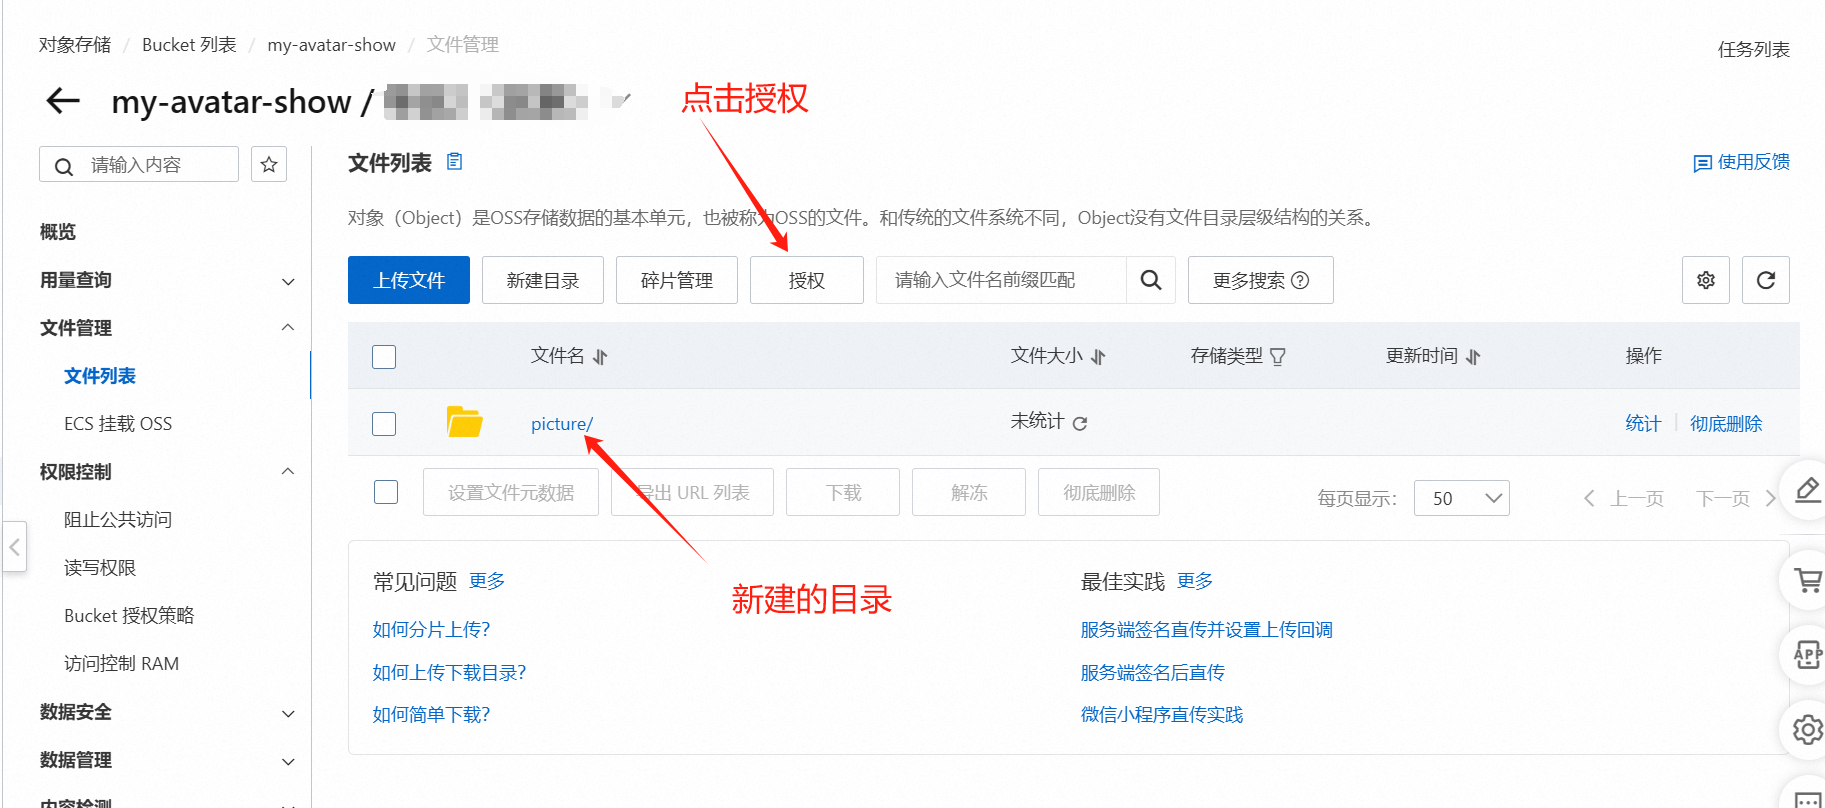 对象存储 / Bucket 列表 / my-avatar-show / 文件管理
任务列表
my-avatar-show /
点击授权
请输入内容
文件列表
使用反馈
对象（Object）是OSS存储数据的基本单元，也被称为OSS的文件。和传统的文件系统不同，Object没有文件目录层级结构的关系。
概览
用量查询
文件管理
文件列表
ECS 挂载 OSS
权限控制
阻止公共访问
读写权限
Bucket 授权策略
访问控制 RAM
数据安全
数据管理
内容检测
上传文件 新建目录 碎片管理 授权 请输入文件名前缀匹配 更多搜索
文件名 文件大小 存储类型 更新时间 操作
picture/ 未统计 统计 彻底删除
设置文件元数据 导出 URL 列表 下载 解冻 彻底删除 每页显示： 50 上一页 下一页
新建的目录
常见问题 更多
如何分片上传？
如何上传下载目录？
如何简单下载？
最佳实践 更多
服务端签名直传并设置上传回调
服务端签名后直传
微信小程序直传实践
APP